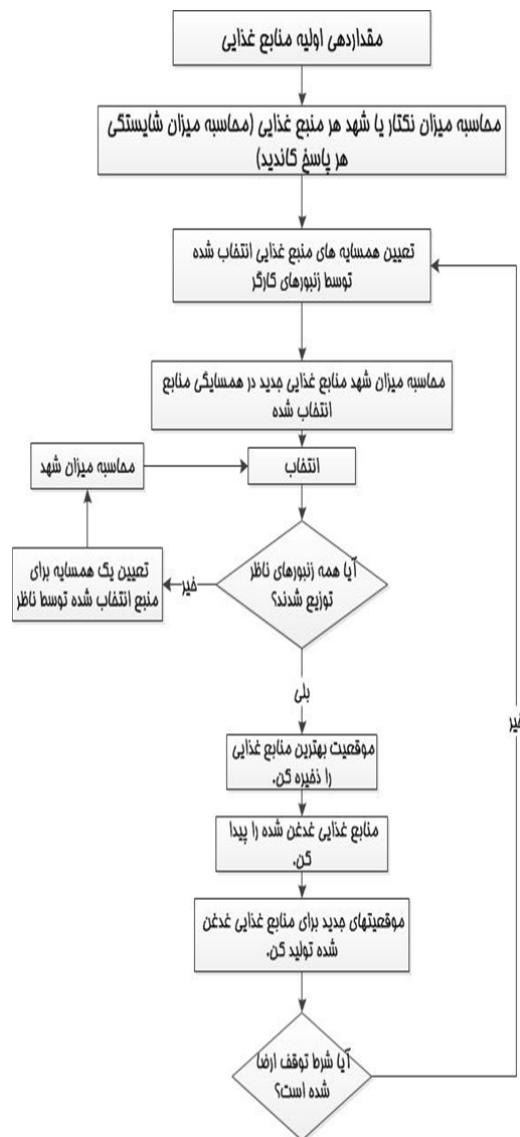 مقداردهی اولیه منابع غذایی
محاسبه میزان نکتار یا شهد هر منبع غذایی (محاسبه میزان شایستگی
هر پاسخ کاندید)
تعیین همسایه های منبع غذایی انتخاب شده
توسط زنبورهای کارگر
محاسبه میزان شهد منابع غذایی جدید در همسایگی منابع
انتخاب شده
انتخاب
محاسبه میزان شهد
آیا همه زنبورهای ناظر
توزیع شدند؟
خیر
تعیین یک همسایه برای
منبع انتخاب شده توسط ناظر
بلی
خیر
موقعیت بهترین منابع غذایی
را ذخیره کن.
منابع غذایی غدغن شده را پیدا
کن.
موقعیتهای جدید برای منابع غذایی غدغن
شده تولید کن.
آیا شرط توقف ارضا
شده است؟